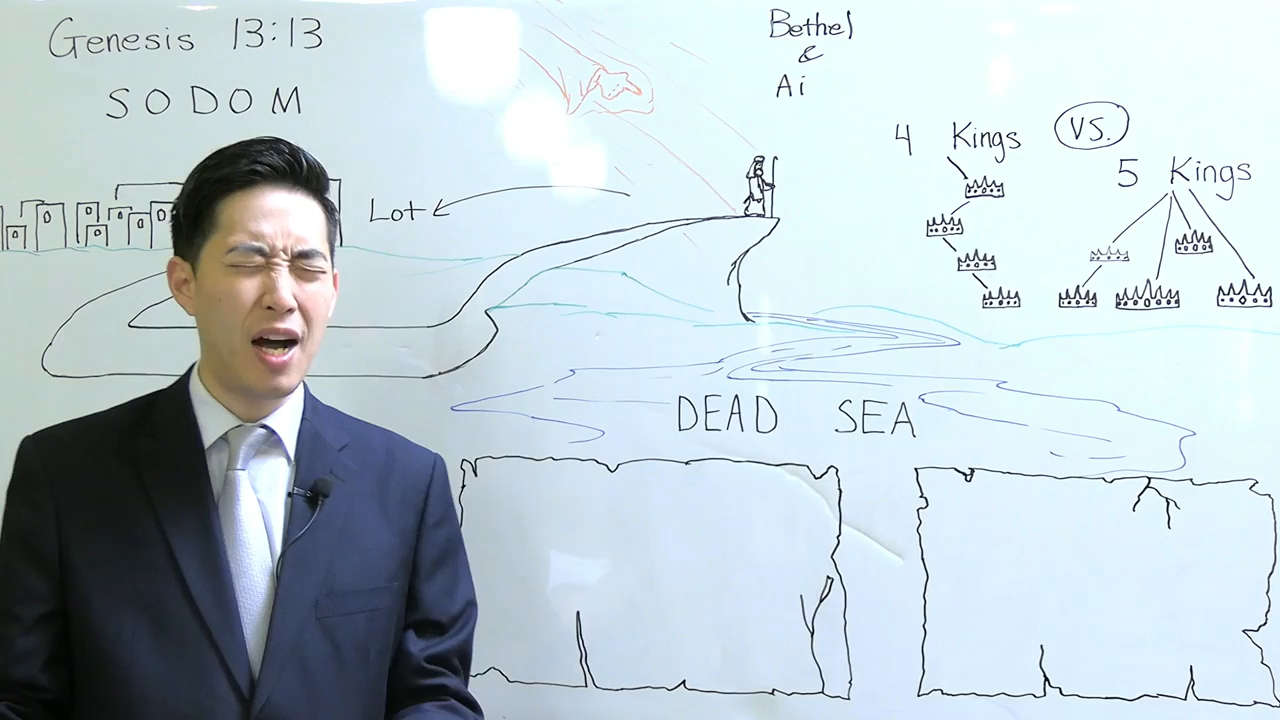 Genesis 13:13
SODOM
Bethel
&
Ai
4 Kings
VS.
5 Kings
Lot
DEAD SEA